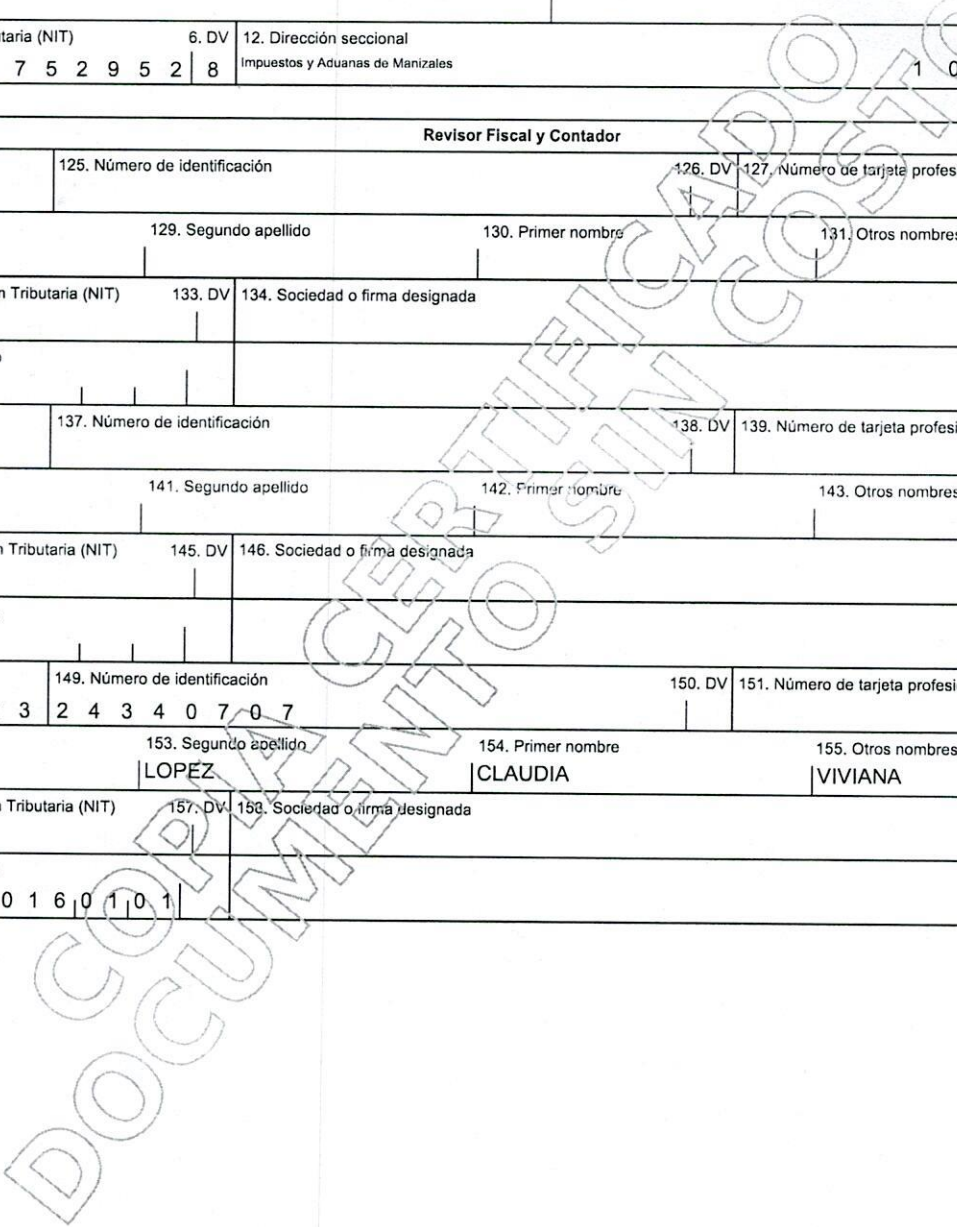 taria (NIT) 6. DV 12. Dirección seccional
7 5 2 9 5 2 8 Impuestos y Aduanas de Manizales 1 0
Revisor Fiscal y Contador
125. Número de identificación 126. DV 127. Número de tarjeta profes
129. Segundo apellido 130. Primer nombre 131. Otros nombres
n Tributaria (NIT) 133. DV 134. Sociedad o firma designada
137. Número de identificación 138. DV 139. Número de tarjeta profesi
141. Segundo apellido 142. Primer nombre 143. Otros nombres
n Tributaria (NIT) 145. DV 146. Sociedad o firma designada
149. Número de identificación 150. DV 151. Número de tarjeta profesi
3 2 4 3 4 0 7 0 7
153. Segundo apellido 154. Primer nombre 155. Otros nombres
LOPEZ CLAUDIA VIVIANA
Tributaria (NIT) 157. DV 158. Sociedad o firma designada
0 1 6 0 1 0 1
COPIA CERTIFICADO
DOCUMENTO SIN COSTO